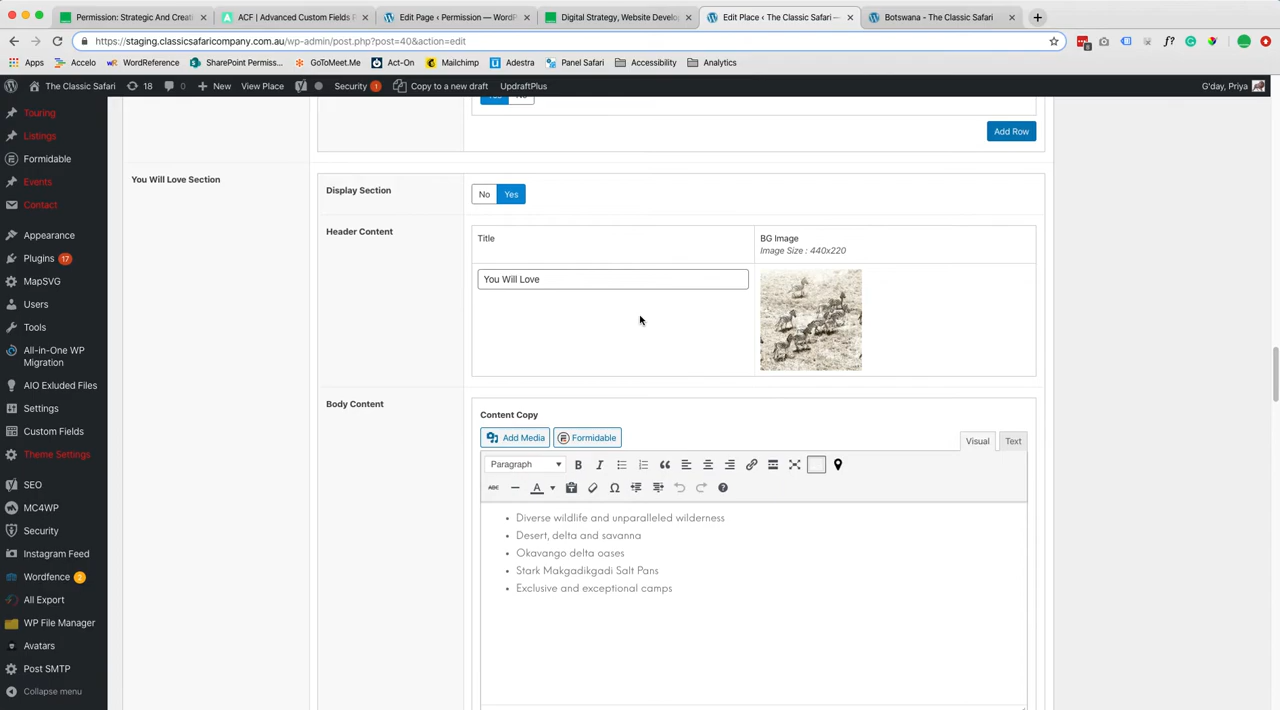 Permission: Strategic And Creati
ACF | Advanced Custom Fields P
Edit Page ‹ Permission — WordP
Digital Strategy, Website Develo
Edit Place ‹ The Classic Safari —
Botswana - The Classic Safari
https://staging.classicsafaricompany.com.au/wp-admin/post.php?post=40&action=edit
Apps
Accelo
WordReference
SharePoint Permiss...
GoToMeet.Me
Act-On
Mailchimp
Adestra
Panel Safari
Accessibility
Analytics
The Classic Safari
18
0
New
View Place
Security 1
Copy to a new draft
UpdraftPlus
G'day, Priya
Touring
Listings
Formidable
Events
Contact
Appearance
Plugins 17
MapSVG
Users
Tools
All-in-One WP
Migration
AIO Exluded Files
Settings
Custom Fields
Theme Settings
SEO
MC4WP
Security
Instagram Feed
Wordfence 2
All Export
WP File Manager
Avatars
Post SMTP
Collapse menu
Add Row
You Will Love Section
Display Section
No
Yes
Header Content
Title
BG Image
Image Size : 440x220
You Will Love
Body Content
Content Copy
Add Media
Formidable
Visual
Text
Paragraph
B I
ABC
A
Diverse wildlife and unparalleled wilderness
Desert, delta and savanna
Okavango delta oases
Stark Makgadikgadi Salt Pans
Exclusive and exceptional camps